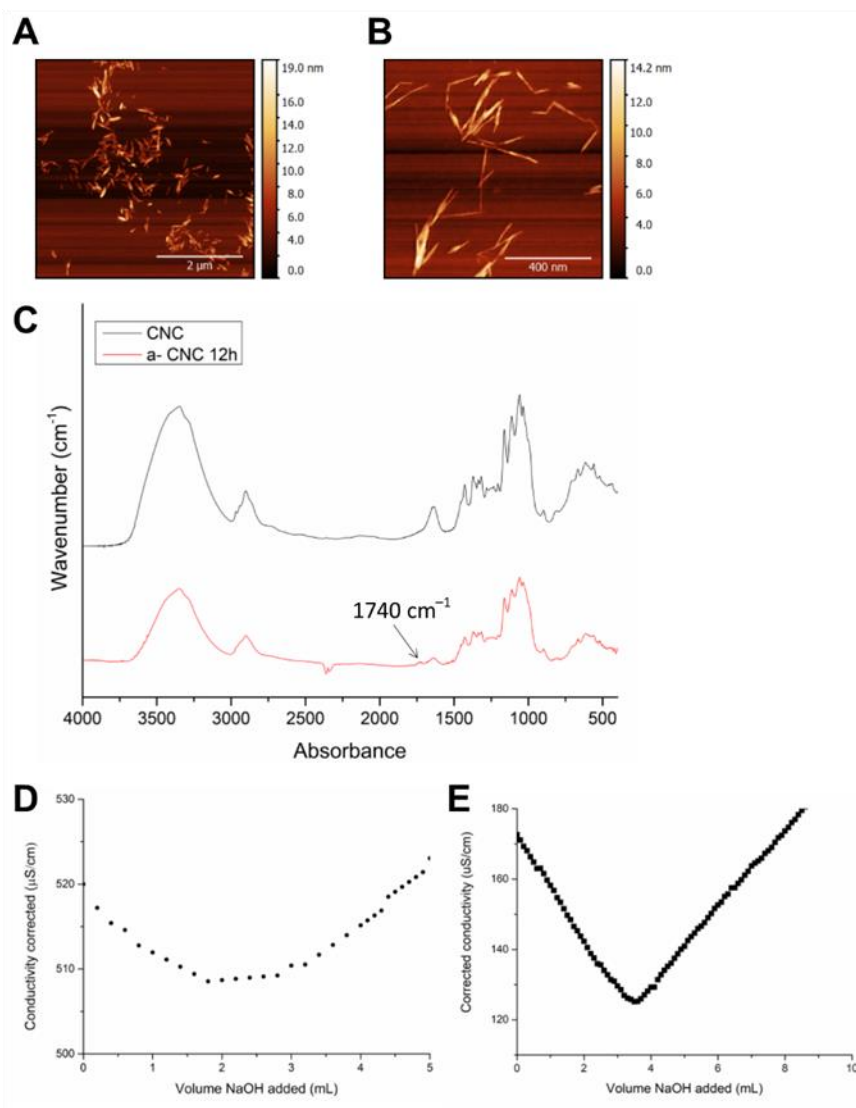 A
B
19.0 nm
16.0
14.0
12.0
10.0
8.0
6.0
4.0
0.0
2 µm
14.2 nm
12.0
10.0
8.0
6.0
4.0
0.0
400 nm
C
CNC
a- CNC 12h
Wavenumber (cm⁻¹)
1740 cm⁻¹
4000 3500 3000 2500 2000 1500 1000 500
Absorbance
D
530
520
510
500
Conductivity corrected (µS/cm)
0 1 2 3 4 5
Volume NaOH added (mL)
E
180
160
140
120
Corrected conductivity (uS/cm)
0 2 4 6 8 10
Volume NaOH added (mL)